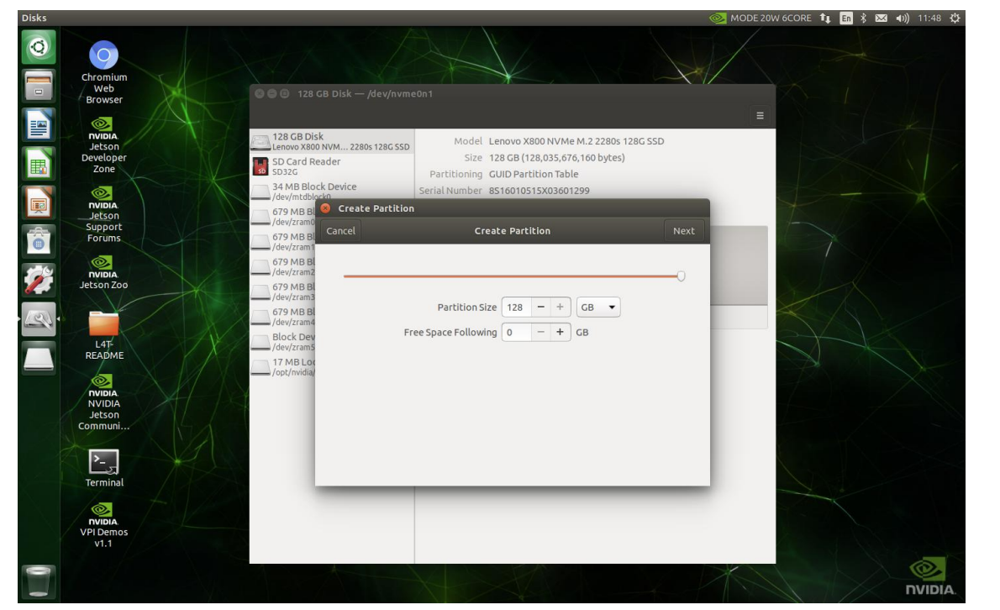 Disks
MODE 20W 6CORE
En
11:48
Chromium
Web
Browser
NVIDIA
Jetson
Developer
Zone
NVIDIA
Jetson
Support
Forums
NVIDIA
Jetson Zoo
L4T-
README
NVIDIA
NVIDIA
Jetson
Communi...
>_
Terminal
NVIDIA
VPI Demos
v1.1
128 GB Disk — /dev/nvme0n1
128 GB Disk
Lenovo X800 NVM... 2280s 128G SSD
SD Card Reader
SD32G
34 MB Block Device
/dev/mtdblock0
679 MB Bl
/dev/zram0
679 MB Bl
/dev/zram1
679 MB Bl
/dev/zram2
679 MB Bl
/dev/zram3
679 MB Bl
/dev/zram4
Block Dev
/dev/zram5
17 MB Loo
/opt/nvidia/
Model Lenovo X800 NVMe M.2 2280s 128G SSD
Size 128 GB (128,035,676,160 bytes)
Partitioning GUID Partition Table
Serial Number 8S16010515X03601299
Create Partition
Cancel Create Partition Next
Partition Size 128 − + GB
Free Space Following 0 − + GB
NVIDIA.